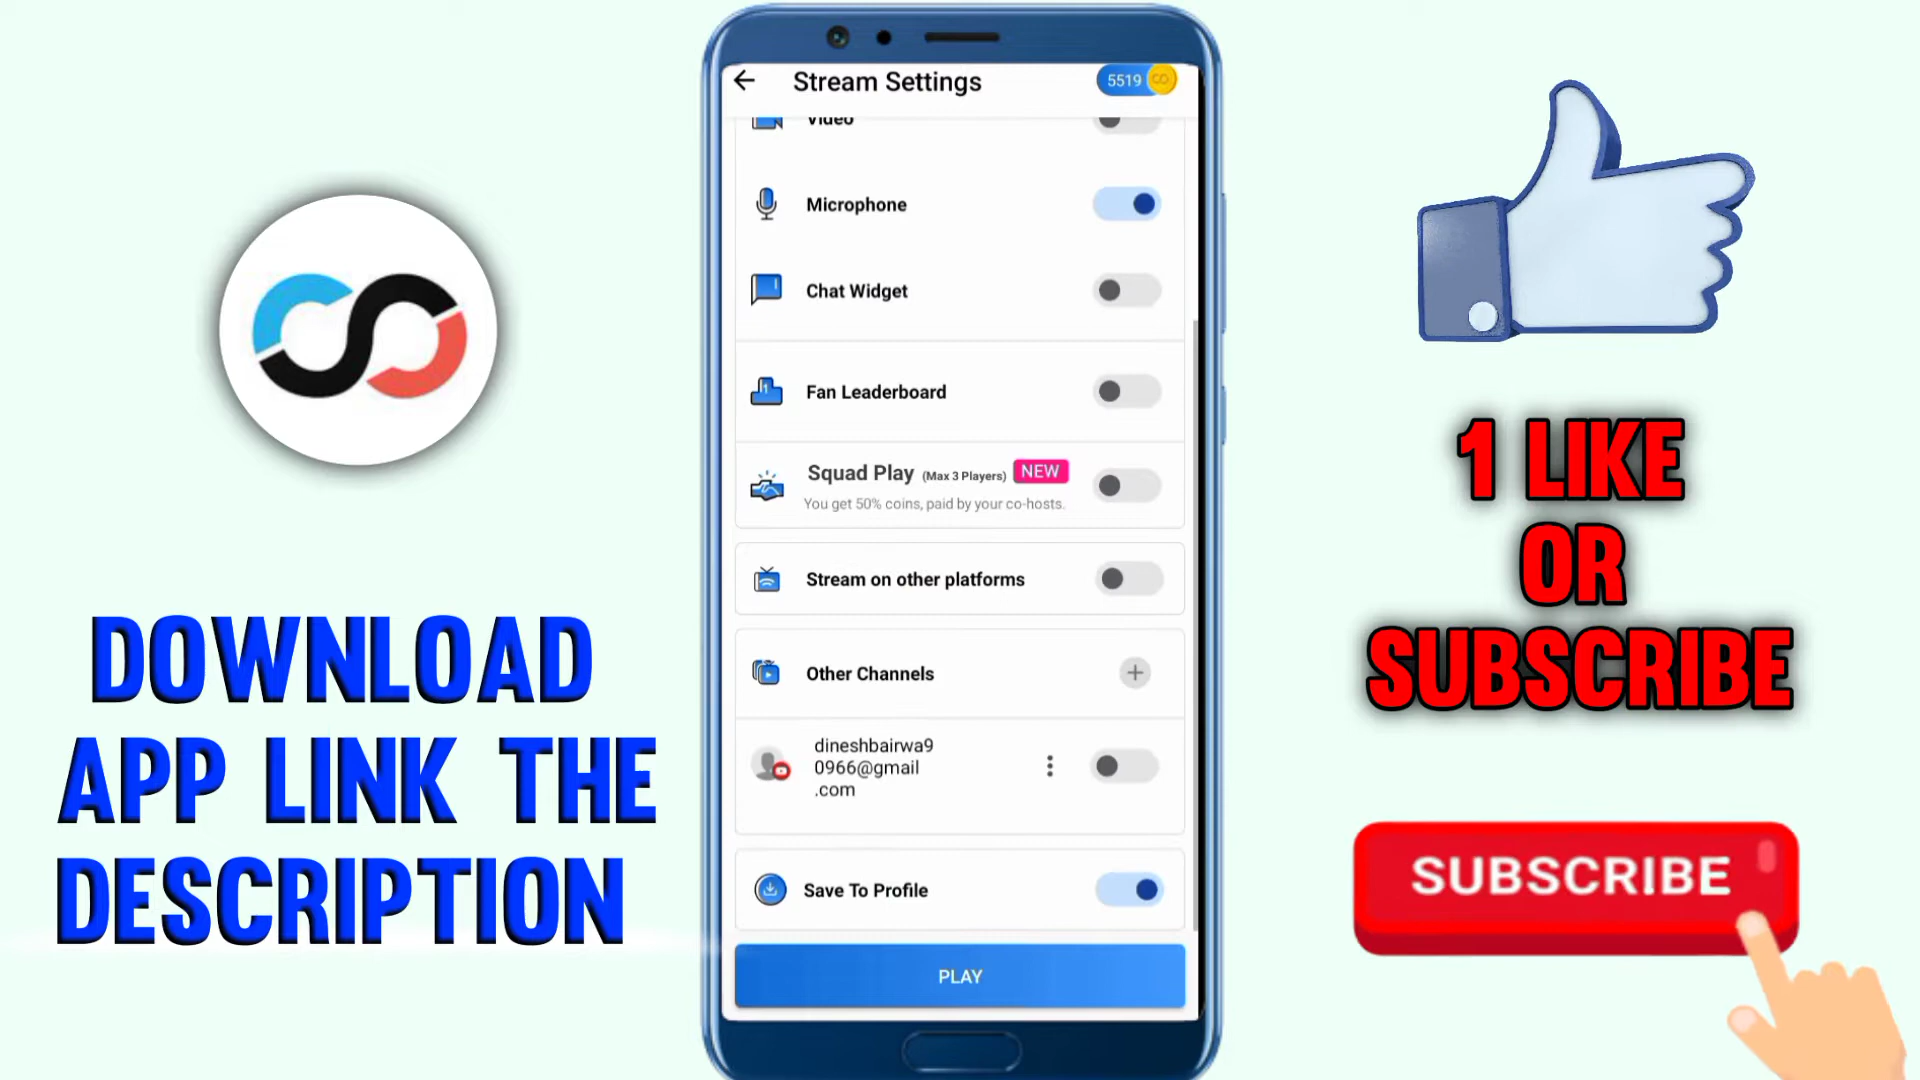 Stream Settings
5519
Video
Microphone
Chat Widget
1
Fan Leaderboard
Squad Play (Max 3 Players) NEW
You get 50% coins, paid by your co-hosts.
Stream on other platforms
Other Channels
dineshbairwa9
0966@gmail
.com
Save To Profile
PLAY
DOWNLOAD
APP LINK THE
DESCRIPTION
1 LIKE
OR
SUBSCRIBE
SUBSCRIBE